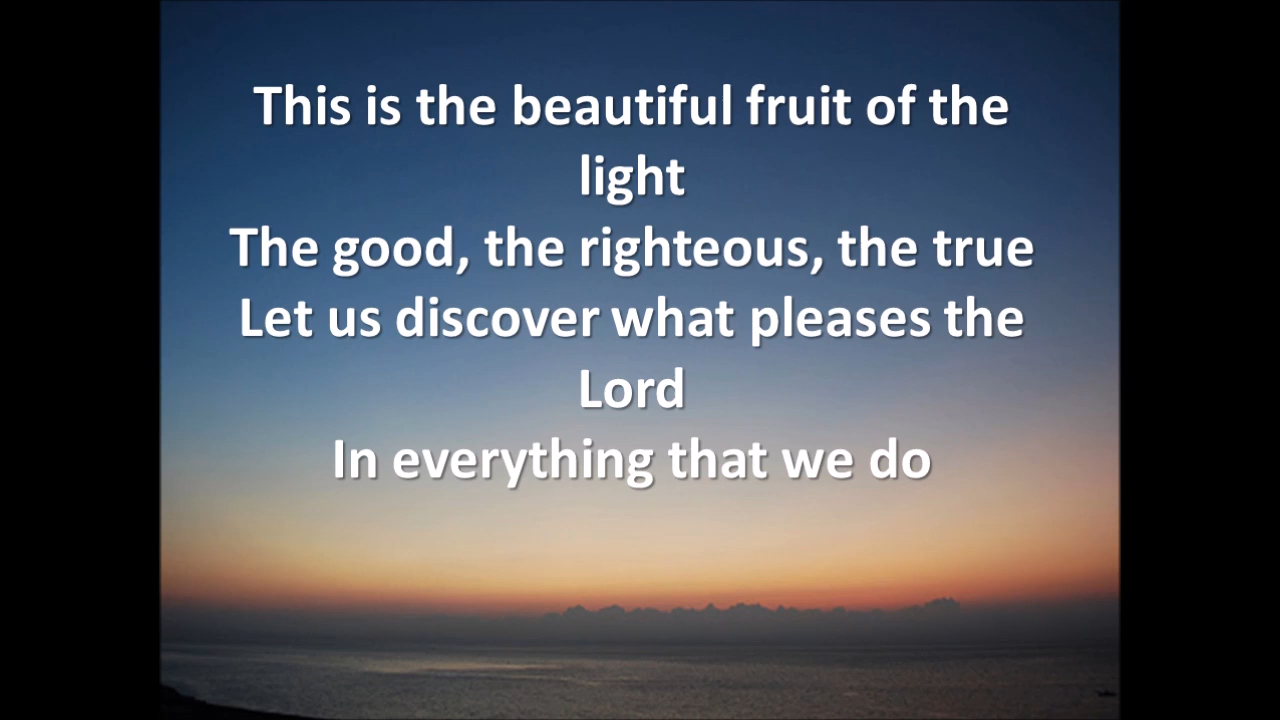 This is the beautiful fruit of the
light
The good, the righteous, the true
Let us discover what pleases the
Lord
In everything that we do